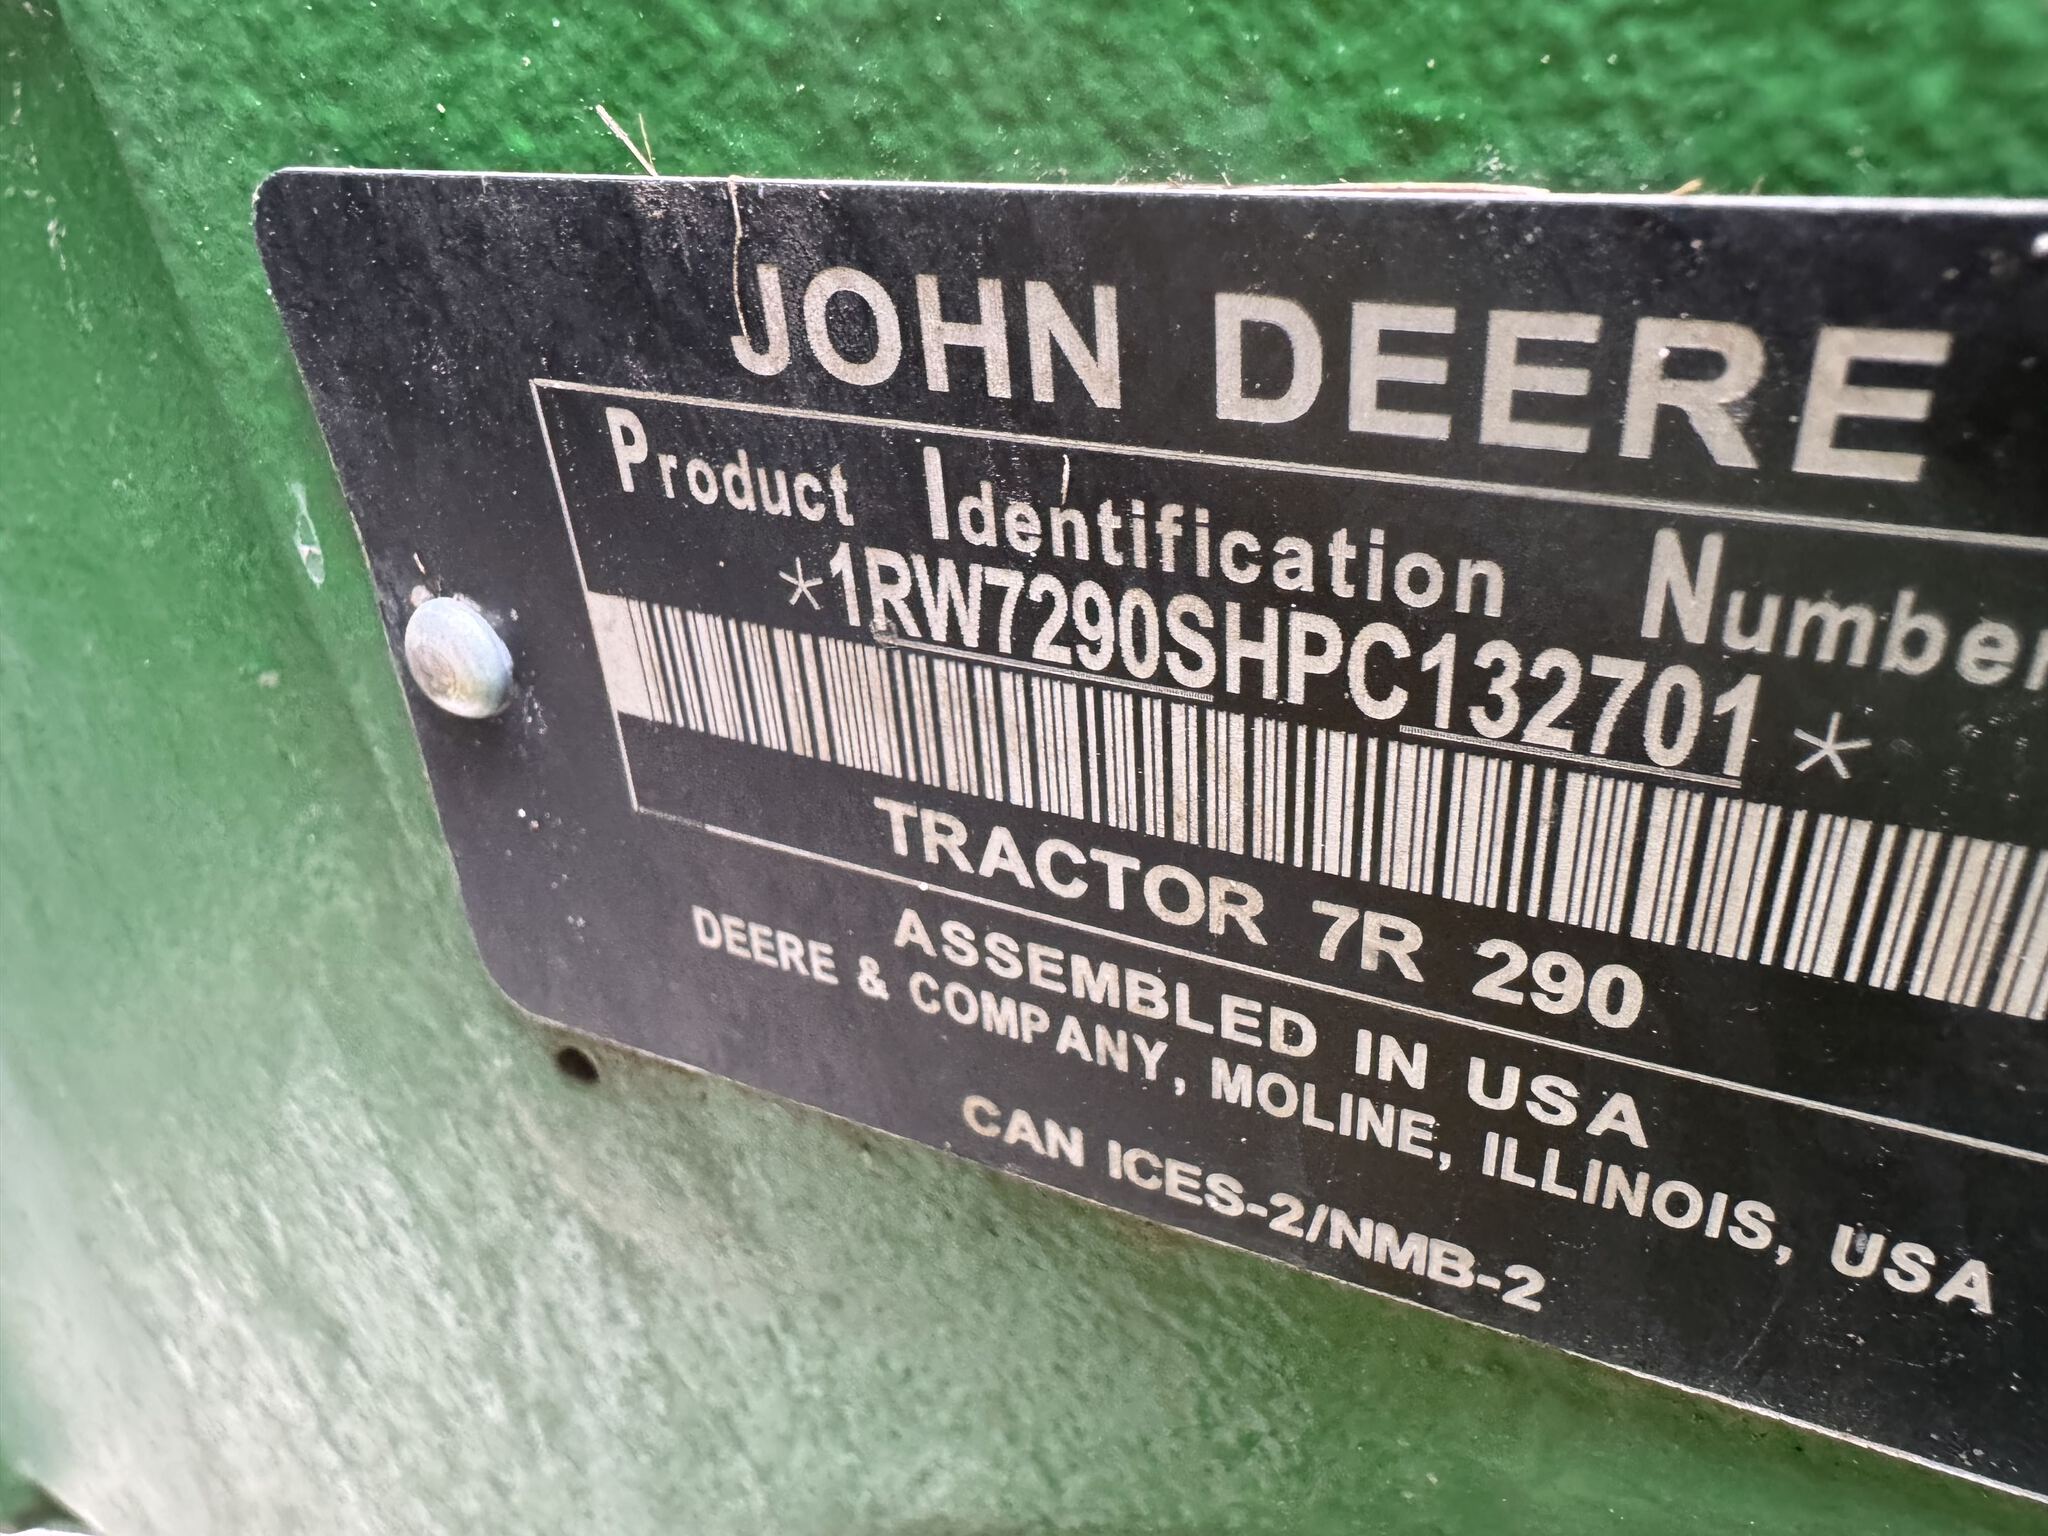 JOHN DEERE
Product Identification Number
*1RW7290SHPC132701*
TRACTOR 7R 290
ASSEMBLED IN USA
DEERE & COMPANY, MOLINE, ILLINOIS, USA
CAN ICES-2/NMB-2